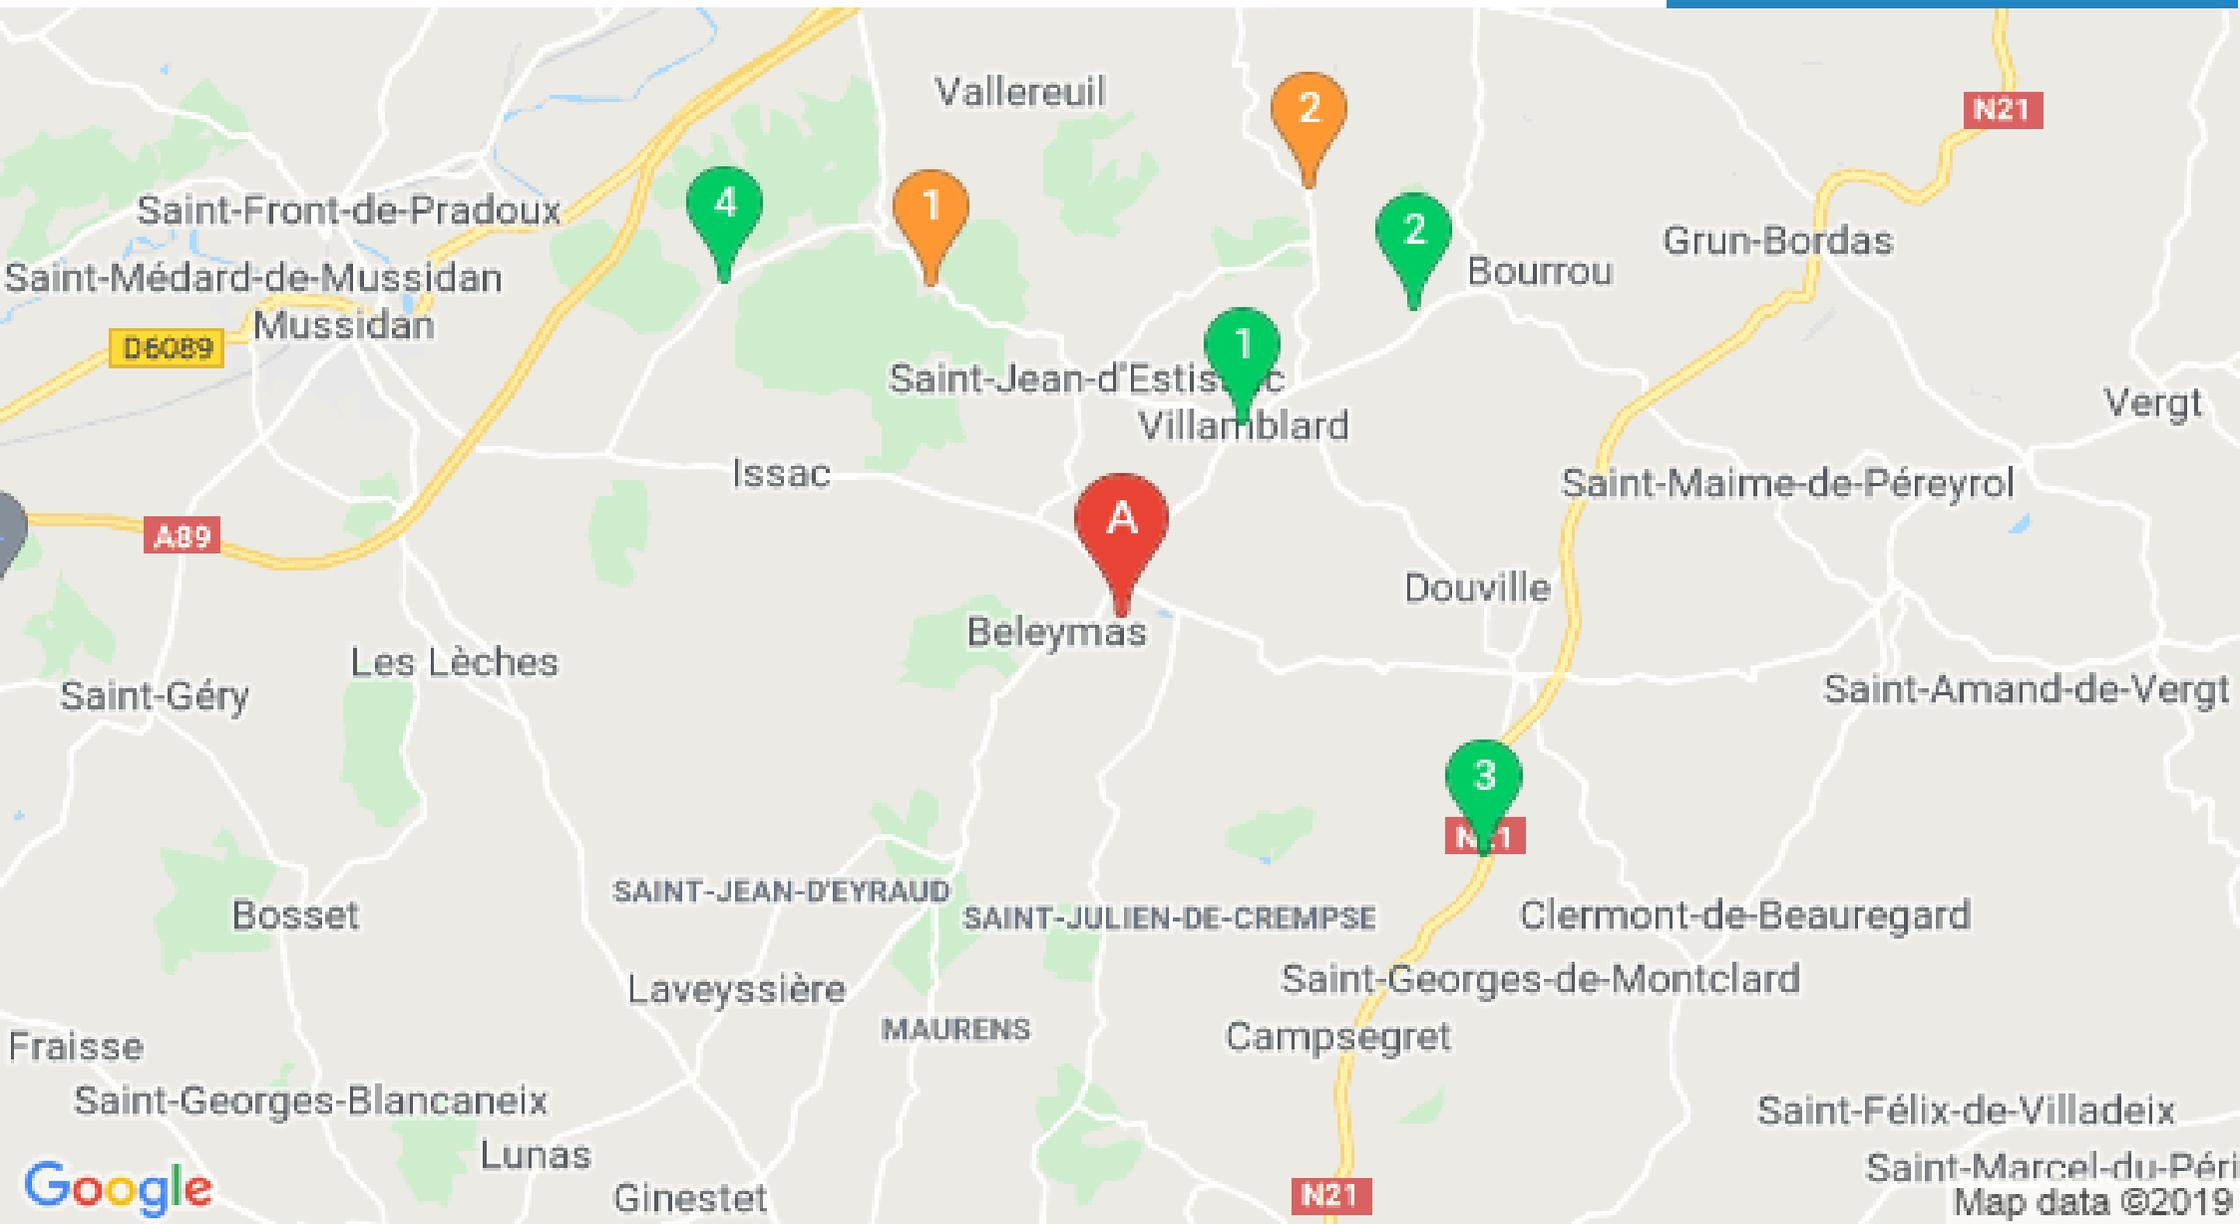 Vallereuil
2
N21
4
1
2
Saint-Front-de-Pradoux
Grun-Bordas
Bourrou
Saint-Médard-de-Mussidan
Mussidan
D6089
1
Saint-Jean-d'Estissac
Vergt
Villamblard
Issac
Saint-Maime-de-Péreyrol
A
A89
Douville
Beleymas
Les Lèches
Saint-Géry
Saint-Amand-de-Vergt
3
N21
SAINT-JEAN-D'EYRAUD
Bosset
SAINT-JULIEN-DE-CREMPSE
Clermont-de-Beauregard
Saint-Georges-de-Montclard
Laveyssière
MAURENS
Campsegret
Fraisse
Saint-Georges-Blancaneix
Saint-Félix-de-Villadeix
Lunas
Saint-Marcel-du-Péri
Google
Ginestet
N21
Map data ©2019